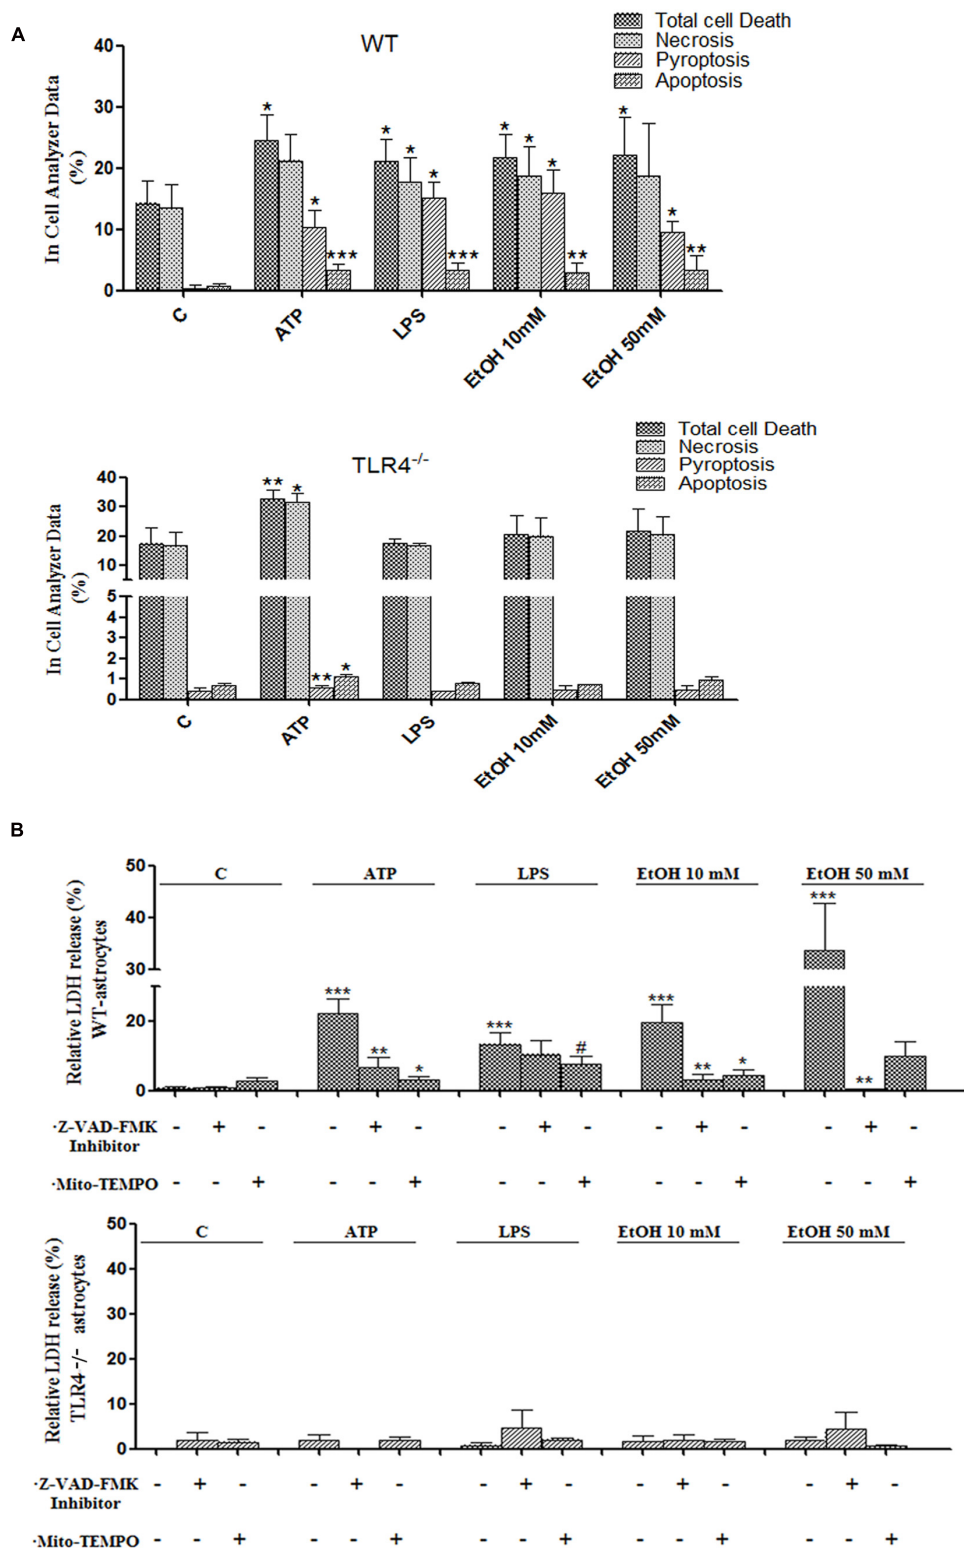 A
WT
Total cell Death
Necrosis
Pyroptosis
Apoptosis
In Cell Analyzer Data
(%)
40
30
20
10
0
* * *** * * * *** * * * ** * * **
C ATP LPS EtOH 10mM EtOH 50mM
TLR4-/-
Total cell Death
Necrosis
Pyroptosis
Apoptosis
In Cell Analyzer Data
(%)
40
30
20
10
5
4
3
2
1
0
** * ** *
C ATP LPS EtOH 10mM EtOH 50mM
B
Relative LDH release (%)
WT-astrocytes
50
40
30
20
0
C ATP LPS EtOH 10 mM EtOH 50 mM
*** ** * *** # *** ** * *** **
·Z-VAD-FMK - + - - + - - + - - + - - + -
Inhibitor
·Mito-TEMPO - - + - - + - - + - - + - - +
Relative LDH release (%)
TLR4 -/- astrocytes
50
40
30
20
10
0
C ATP LPS EtOH 10 mM EtOH 50 mM
·Z-VAD-FMK - + - - + - - + - - + - - + -
Inhibitor
·Mito-TEMPO - - + - - + - - + - - + - - +